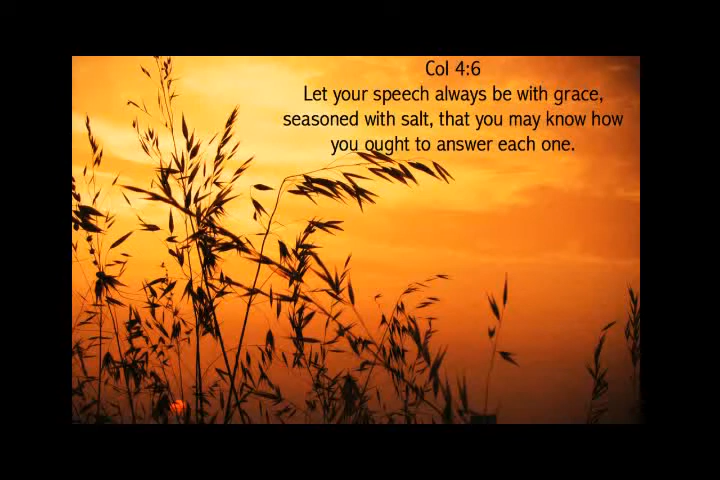 Col 4:6
Let your speech always be with grace,
seasoned with salt, that you may know how
you ought to answer each one.